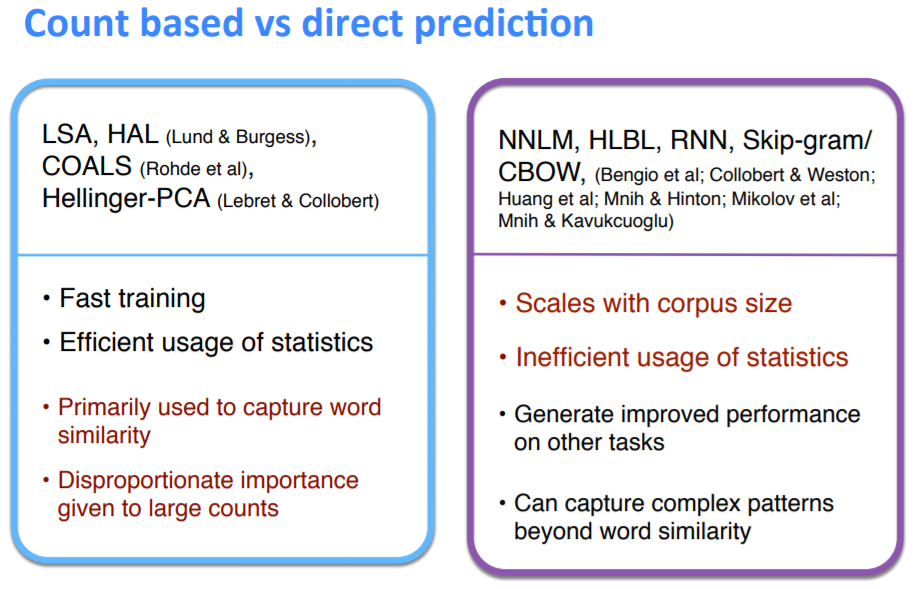 Count based vs direct prediction
LSA, HAL (Lund & Burgess),
COALS (Rohde et al),
Hellinger-PCA (Lebret & Collobert)
• Fast training
• Efficient usage of statistics
• Primarily used to capture word
similarity
• Disproportionate importance
given to large counts
NNLM, HLBL, RNN, Skip-gram/
CBOW, (Bengio et al; Collobert & Weston;
Huang et al; Mnih & Hinton; Mikolov et al;
Mnih & Kavukcuoglu)
• Scales with corpus size
• Inefficient usage of statistics
• Generate improved performance
on other tasks
• Can capture complex patterns
beyond word similarity